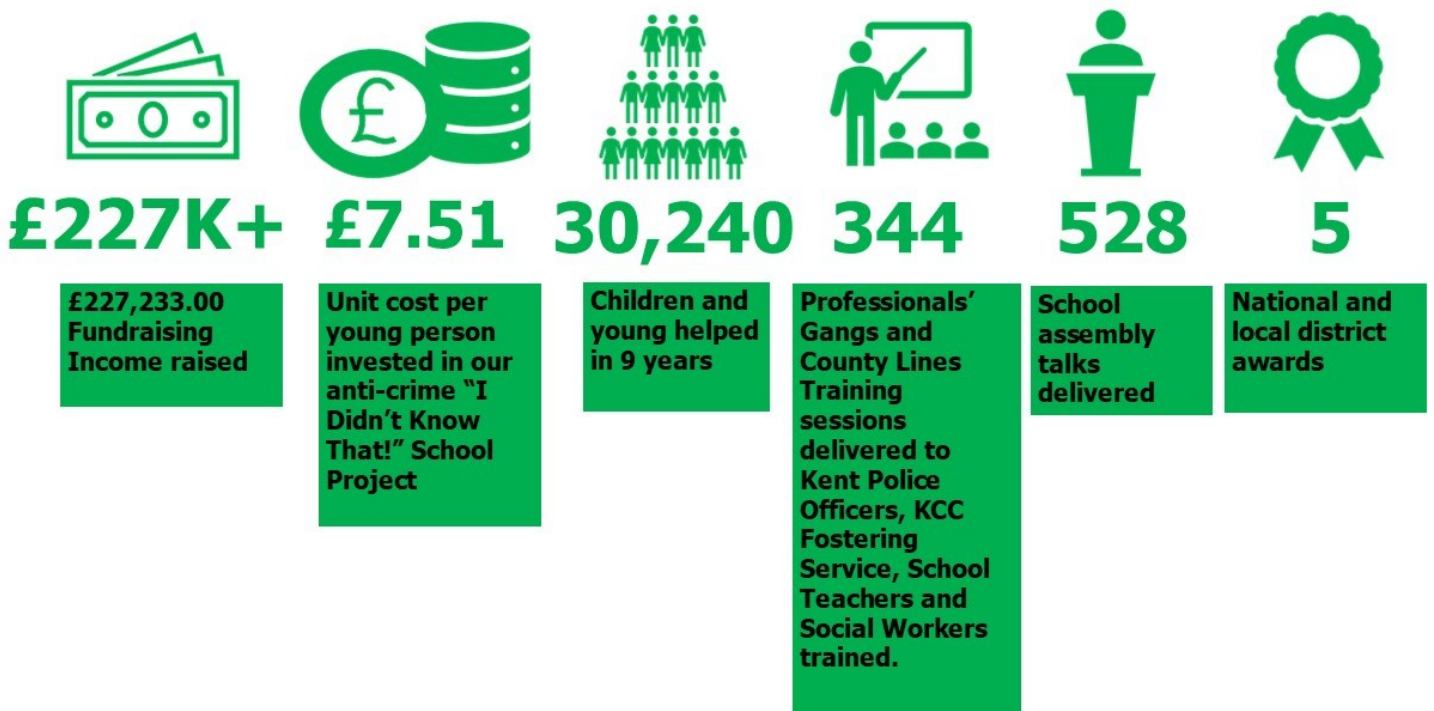 £
£227K+
£7.51
30,240
344
528
5
£227,233.00
Fundraising
Income raised
Unit cost per
young person
invested in our
anti-crime “I
Didn’t Know
That!” School
Project
Children and
young helped
in 9 years
Professionals’
Gangs and
County Lines
Training
sessions
delivered to
Kent Police
Officers, KCC
Fostering
Service, School
Teachers and
Social Workers
trained.
School
assembly
talks
delivered
National and
local district
awards